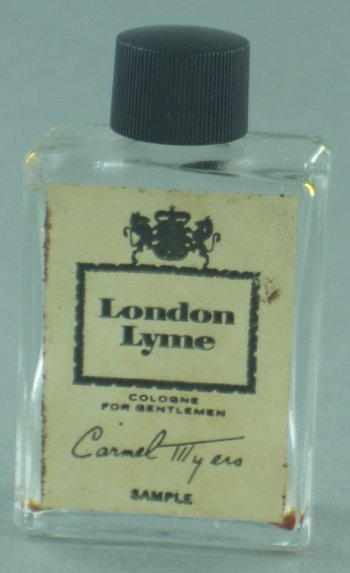 London
Lyme
COLOGNE
FOR GENTLEMEN
Carmel Myers
SAMPLE